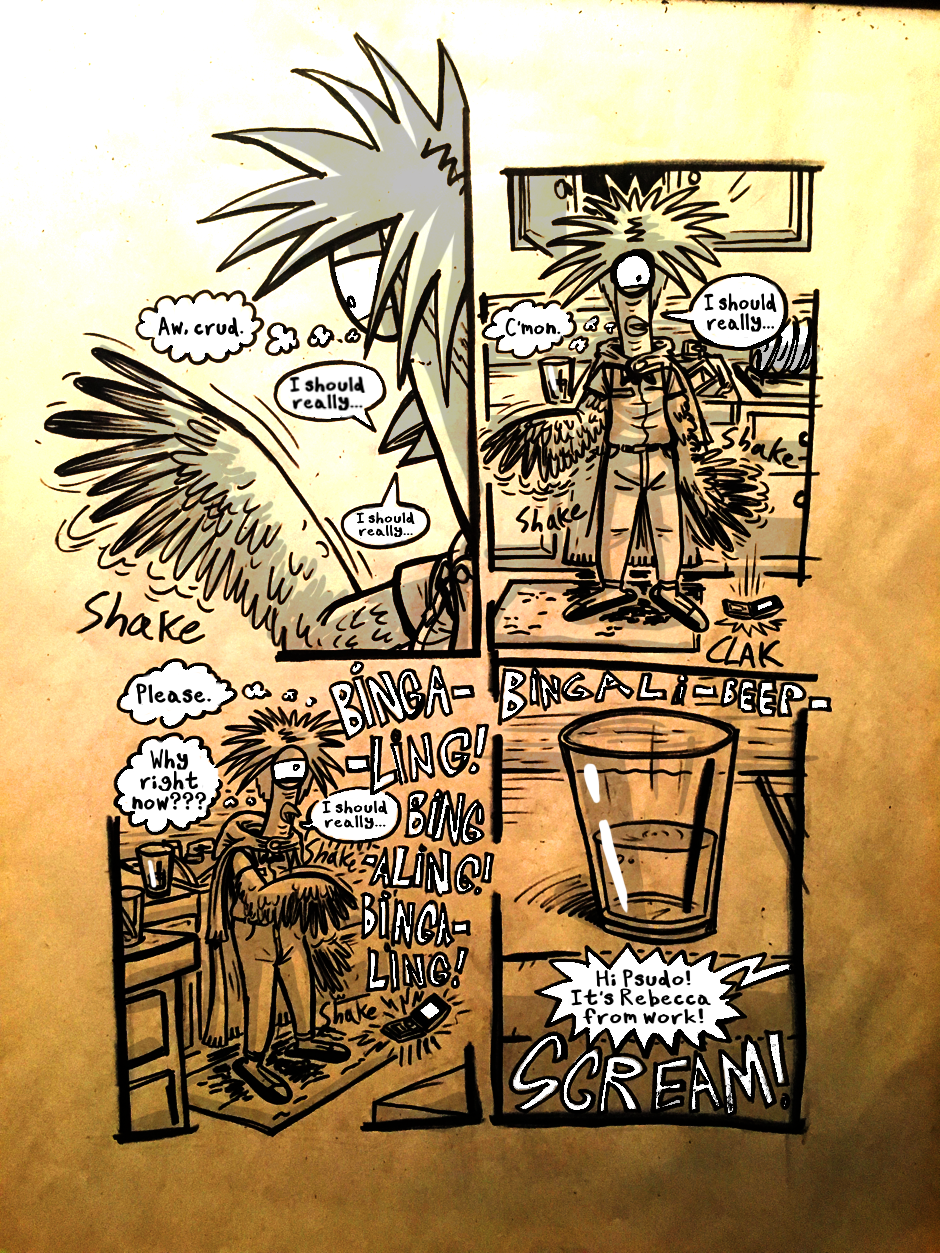 Aw, crud.
I should
really...
I should
really...
Shake
C'mon.
I should
really...
Shake
Shake
CLAK
Please.
Why
right
now???
I should
really...
Shake
Shake
BINGA-
-LING!
BING
-ALING!
BINGA-
LING!
BINGALI-BEEP-
Hi Psudo!
It's Rebecca
from work!
SCREAM!